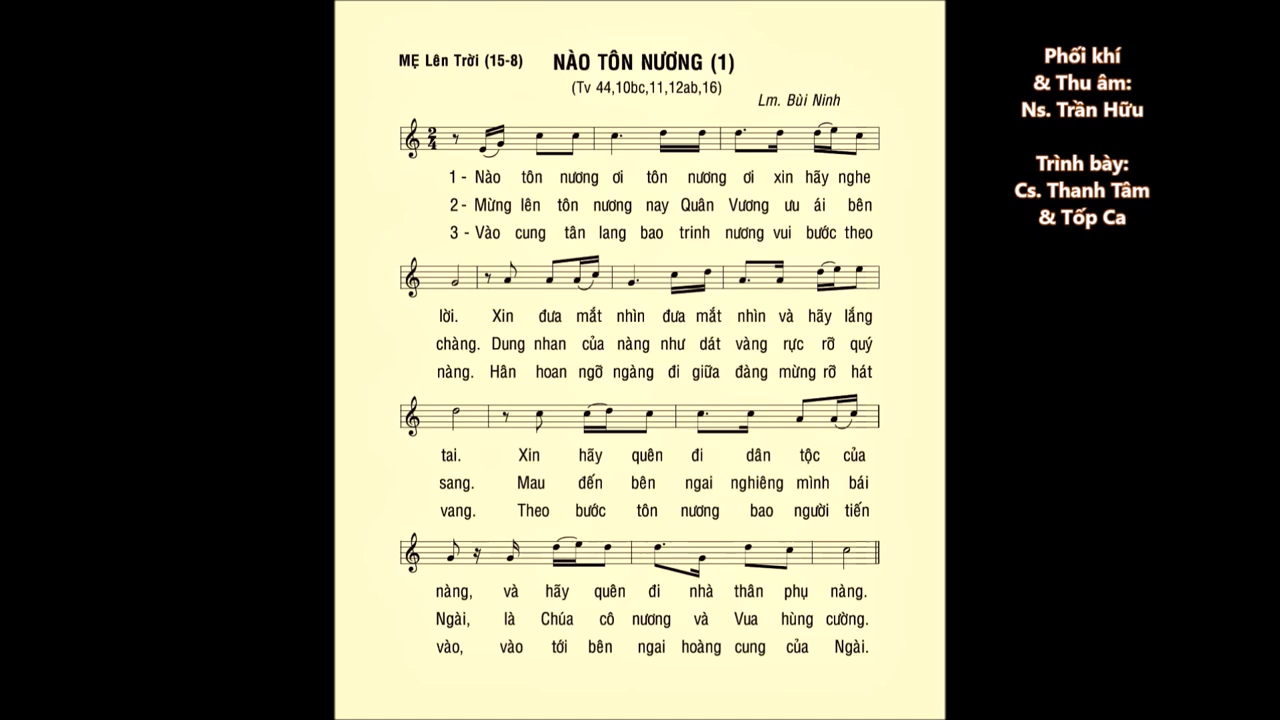 MẸ Lên Trời (15-8)
NÀO TÔN NƯƠNG (1)
(Tv 44,10bc,11,12ab,16)
Lm. Bùi Ninh
2
4
1 - Nào tôn nương ơi tôn nương ơi xin hãy nghe
2 - Mừng lên tôn nương nay Quân Vương ưu ái bên
3 - Vào cung tân lang bao trinh nương vui bước theo
lời. Xin đưa mắt nhìn đưa mắt nhìn và hãy lắng
chàng. Dung nhan của nàng như dát vàng rực rỡ quý
nàng. Hân hoan ngỡ ngàng đi giữa đàng mừng rỡ hát
tai. Xin hãy quên đi dân tộc của
sang. Mau đến bên ngai nghiêng mình bái
vang. Theo bước tôn nương bao người tiến
nàng, và hãy quên đi nhà thân phụ nàng.
Ngài, là Chúa cô nương và Vua hùng cường.
vào, vào tới bên ngai hoàng cung của Ngài.
Phối khí
& Thu âm:
Ns. Trần Hữu
Trình bày:
Cs. Thanh Tâm
& Tốp Ca